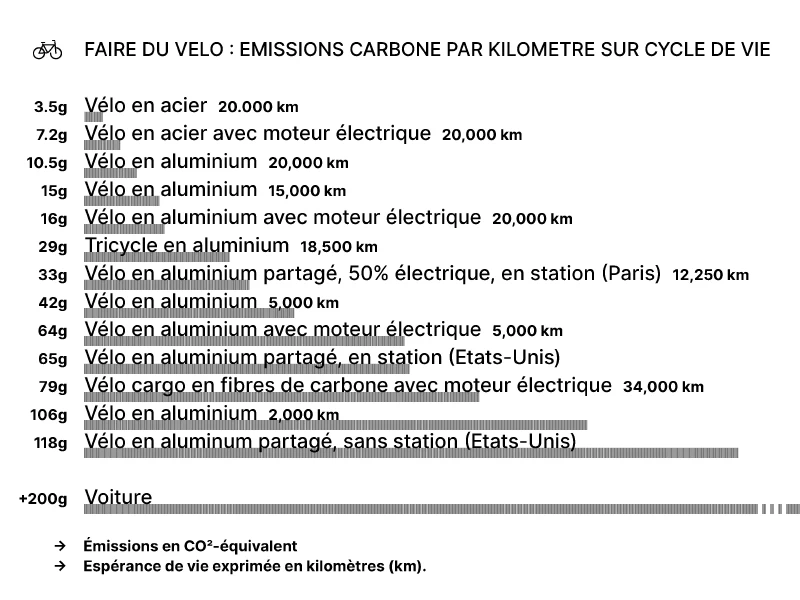 FAIRE DU VELO : EMISSIONS CARBONE PAR KILOMETRE SUR CYCLE DE VIE
3.5g Vélo en acier 20.000 km
7.2g Vélo en acier avec moteur électrique 20,000 km
10.5g Vélo en aluminium 20,000 km
15g Vélo en aluminium 15,000 km
16g Vélo en aluminium avec moteur électrique 20,000 km
29g Tricycle en aluminium 18,500 km
33g Vélo en aluminium partagé, 50% électrique, en station (Paris) 12,250 km
42g Vélo en aluminium 5,000 km
64g Vélo en aluminium avec moteur électrique 5,000 km
65g Vélo en aluminium partagé, en station (Etats-Unis)
79g Vélo cargo en fibres de carbone avec moteur électrique 34,000 km
106g Vélo en aluminium 2,000 km
118g Vélo en aluminum partagé, sans station (Etats-Unis)
+200g Voiture
→ Émissions en CO²-équivalent
→ Espérance de vie exprimée en kilomètres (km).